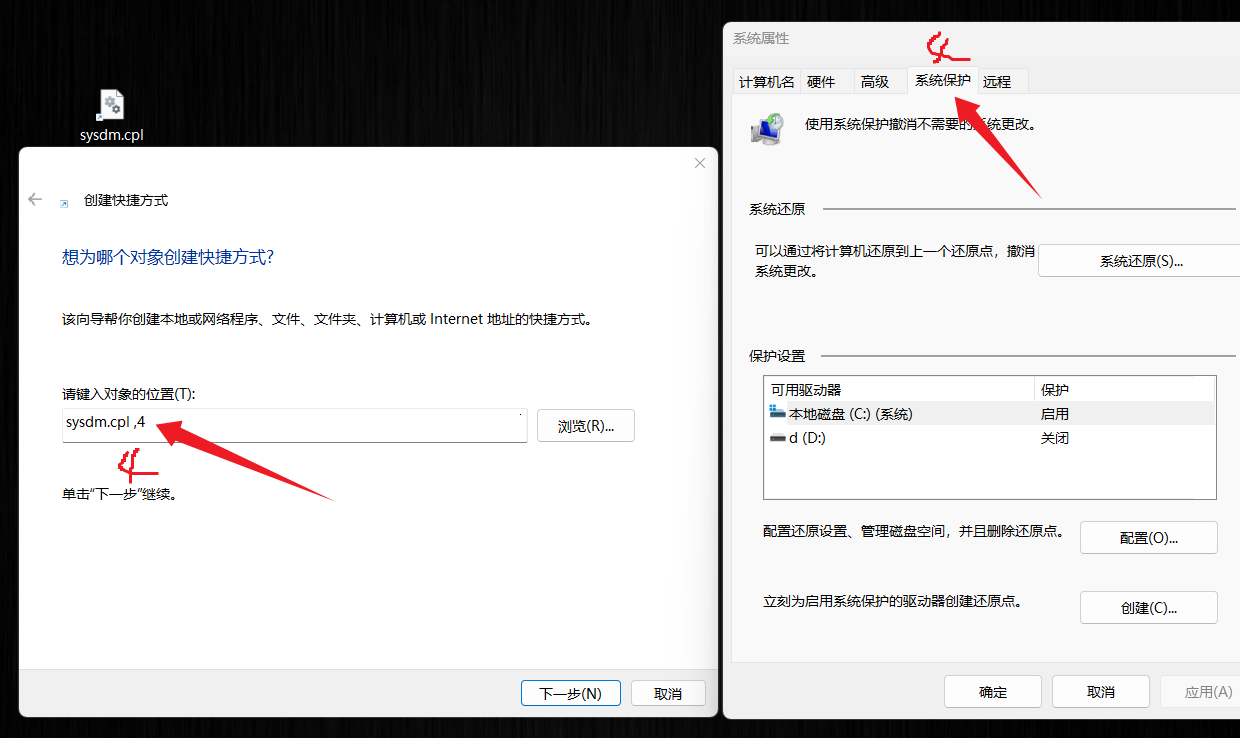 sysdm.cpl
创建快捷方式
想为哪个对象创建快捷方式?
该向导帮你创建本地或网络程序、文件、文件夹、计算机或 Internet 地址的快捷方式。
请键入对象的位置(T):
sysdm.cpl ,4
浏览(R)...
4
单击“下一步”继续。
下一步(N)
取消
系统属性
4
计算机名
硬件
高级
系统保护
远程
使用系统保护撤消不需要的系统更改。
系统还原
可以通过将计算机还原到上一个还原点，撤消
系统更改。
系统还原(S)...
保护设置
可用驱动器 保护
本地磁盘 (C:) (系统) 启用
d (D:) 关闭
配置还原设置、管理磁盘空间，并且删除还原点。
配置(O)...
立刻为启用系统保护的驱动器创建还原点。
创建(C)...
确定
取消
应用(A)